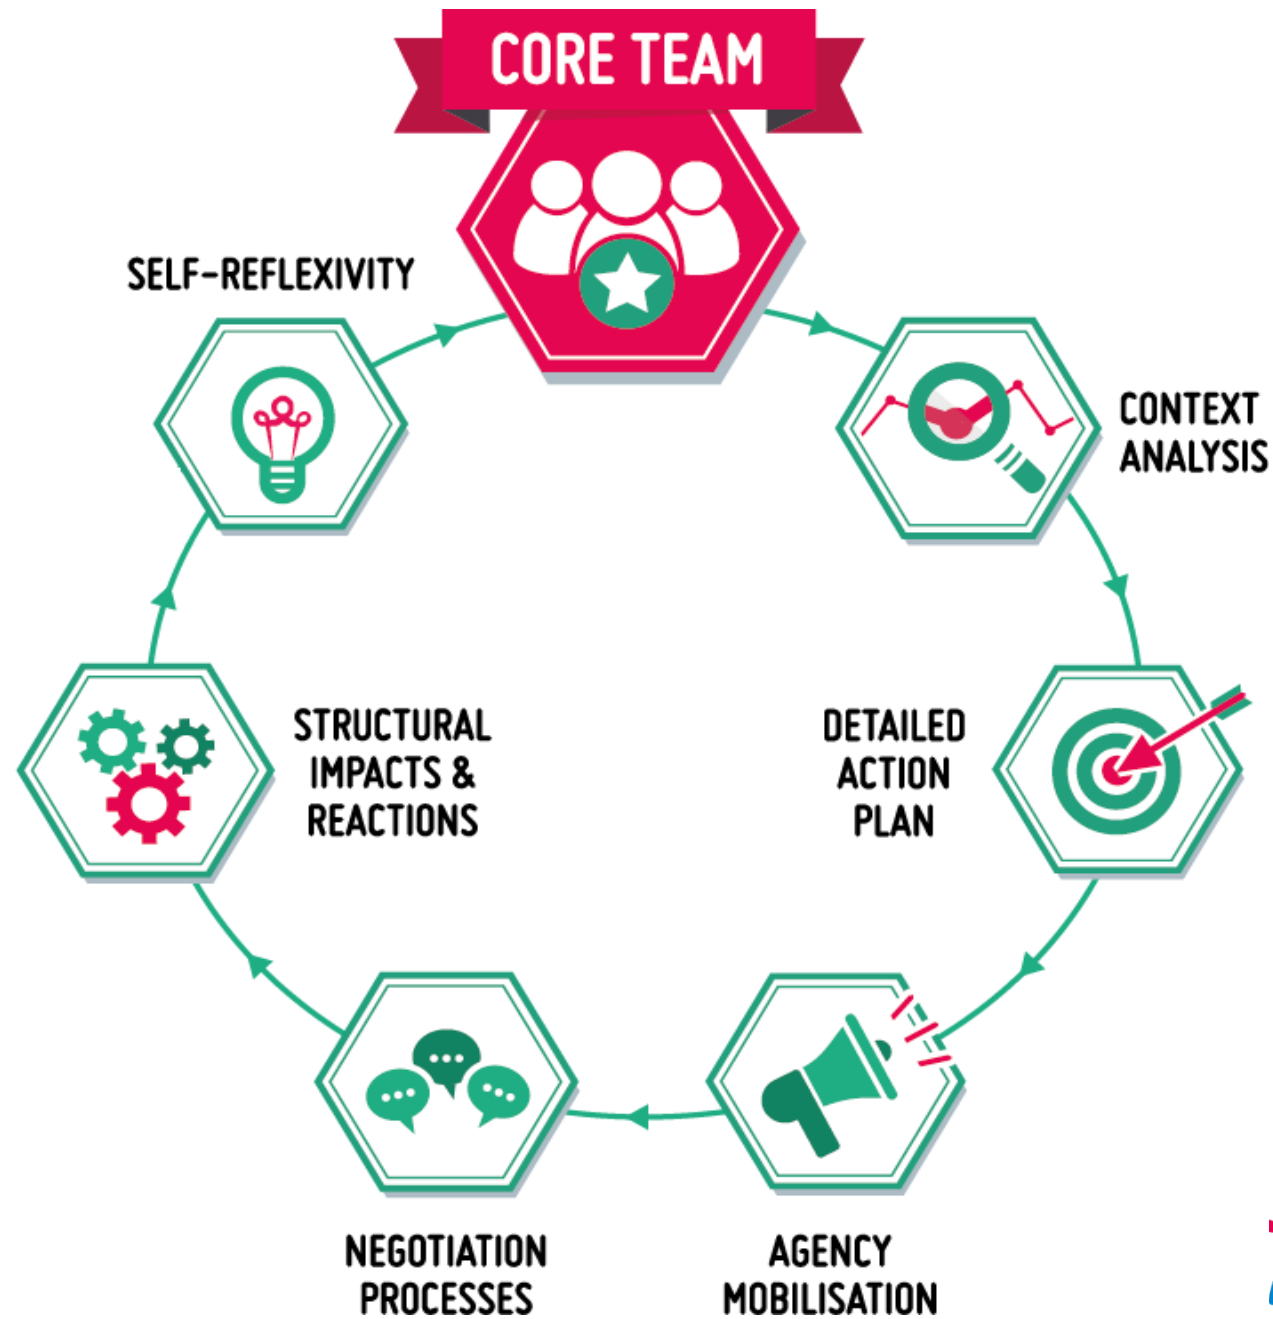 CORE TEAM
SELF-REFLEXIVITY
CONTEXT
ANALYSIS
STRUCTURAL
IMPACTS &
REACTIONS
DETAILED
ACTION
PLAN
NEGOTIATION
PROCESSES
AGENCY
MOBILISATION